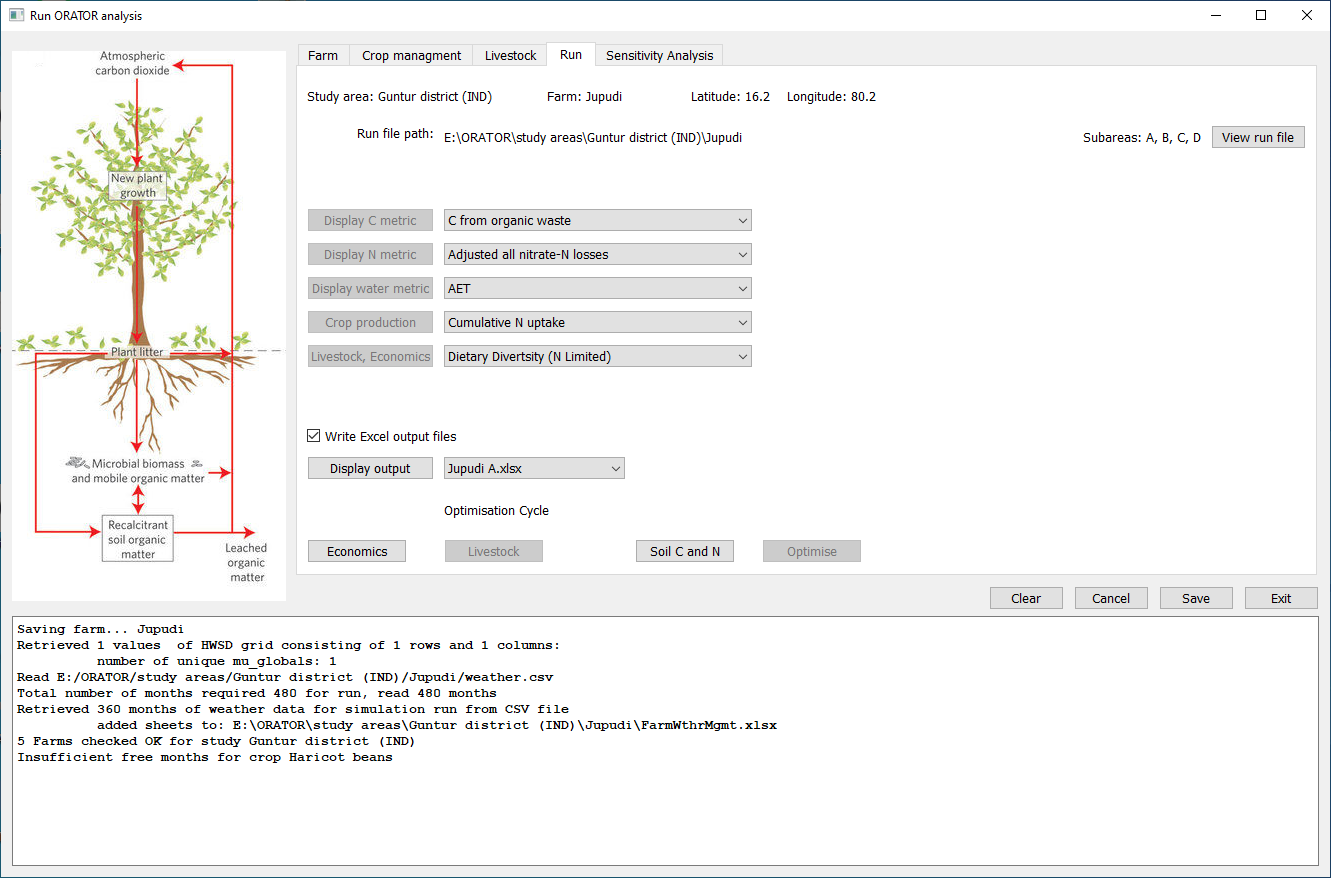 Run ORATOR analysis
Atmospheric
carbon dioxide
New plant
growth
Plant litter
Microbial biomass
and mobile organic matter
Recalcitrant
soil organic
matter
Leached
organic
matter
Farm Crop managment Livestock Run Sensitivity Analysis
Study area: Guntur district (IND) Farm: Jupudi Latitude: 16.2 Longitude: 80.2
Run file path: E:\ORATOR\study areas\Guntur district (IND)\Jupudi Subareas: A, B, C, D View run file
Display C metric C from organic waste
Display N metric Adjusted all nitrate-N losses
Display water metric AET
Crop production Cumulative N uptake
Livestock, Economics Dietary Divertsity (N Limited)
Write Excel output files
Display output Jupudi A.xlsx
Optimisation Cycle
Economics Livestock Soil C and N Optimise
Clear Cancel Save Exit
Saving farm... Jupudi
Retrieved 1 values  of HWSD grid consisting of 1 rows and 1 columns:
number of unique mu_globals: 1
Read E:/ORATOR/study areas/Guntur district (IND)/Jupudi/weather.csv
Total number of months required 480 for run, read 480 months
Retrieved 360 months of weather data for simulation run from CSV file
added sheets to: E:\ORATOR\study areas\Guntur district (IND)\Jupudi\FarmWthrMgmt.xlsx
5 Farms checked OK for study Guntur district (IND)
Insufficient free months for crop Haricot beans